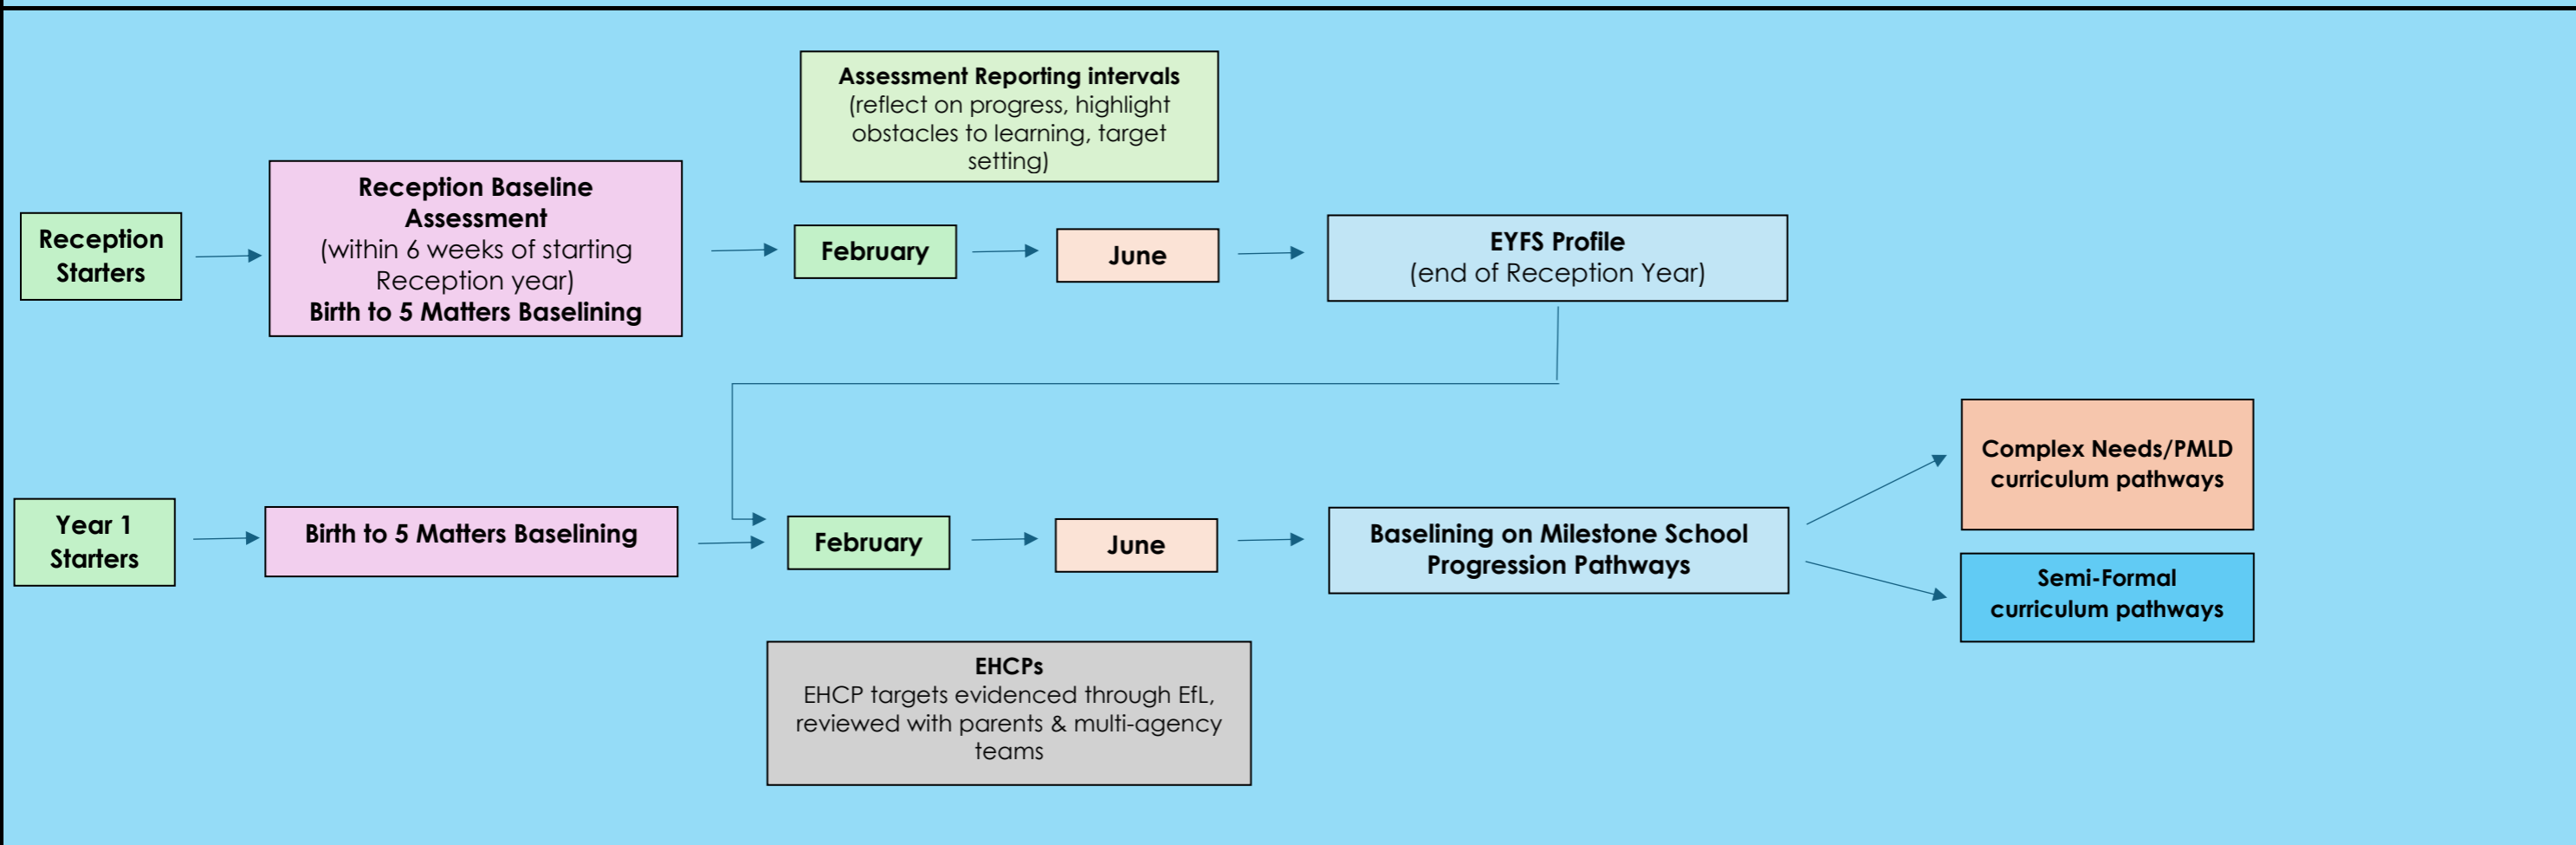 Assessment Reporting intervals
(reflect on progress, highlight
obstacles to learning, target
setting)
Reception
Starters
Reception Baseline
Assessment
(within 6 weeks of starting
Reception year)
Birth to 5 Matters Baselining
February
June
EYFS Profile
(end of Reception Year)
Year 1
Starters
Birth to 5 Matters Baselining
February
June
Baselining on Milestone School
Progression Pathways
Complex Needs/PMLD
curriculum pathways
Semi-Formal
curriculum pathways
EHCPs
EHCP targets evidenced through EfL,
reviewed with parents & multi-agency
teams